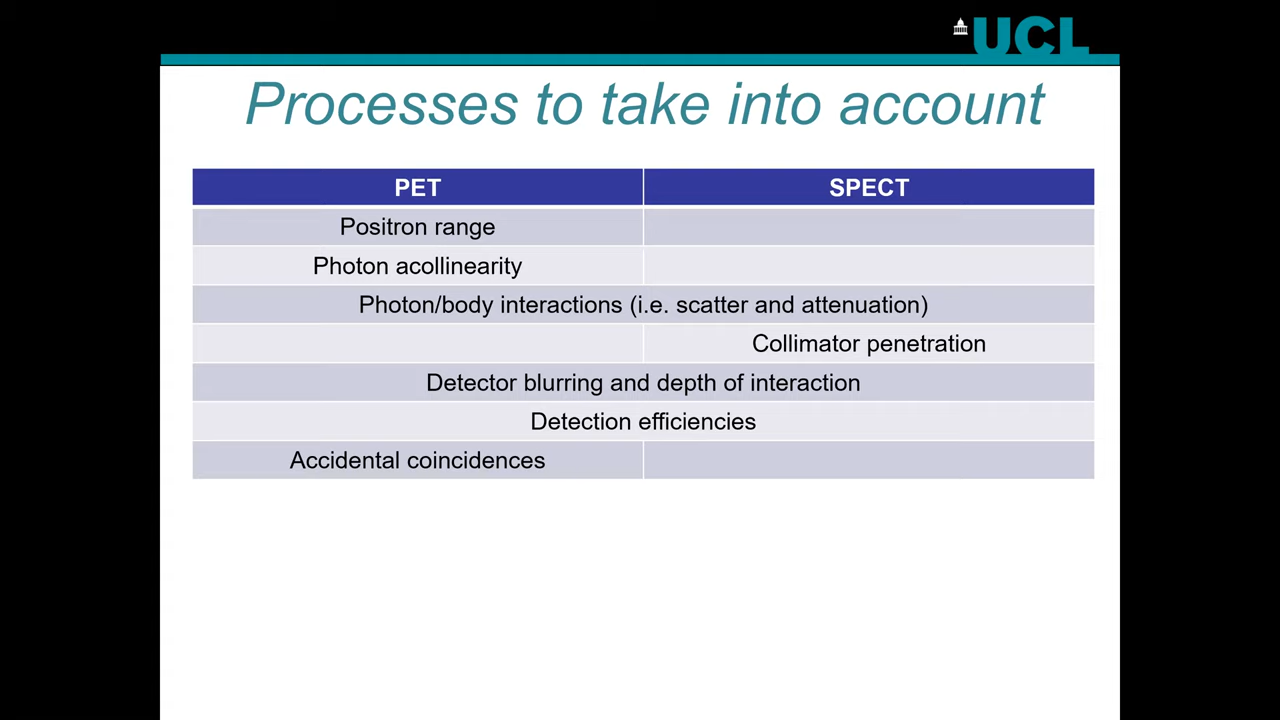 UCL
Processes to take into account
PET SPECT
Positron range
Photon acollinearity
Photon/body interactions (i.e. scatter and attenuation)
Collimator penetration
Detector blurring and depth of interaction
Detection efficiencies
Accidental coincidences